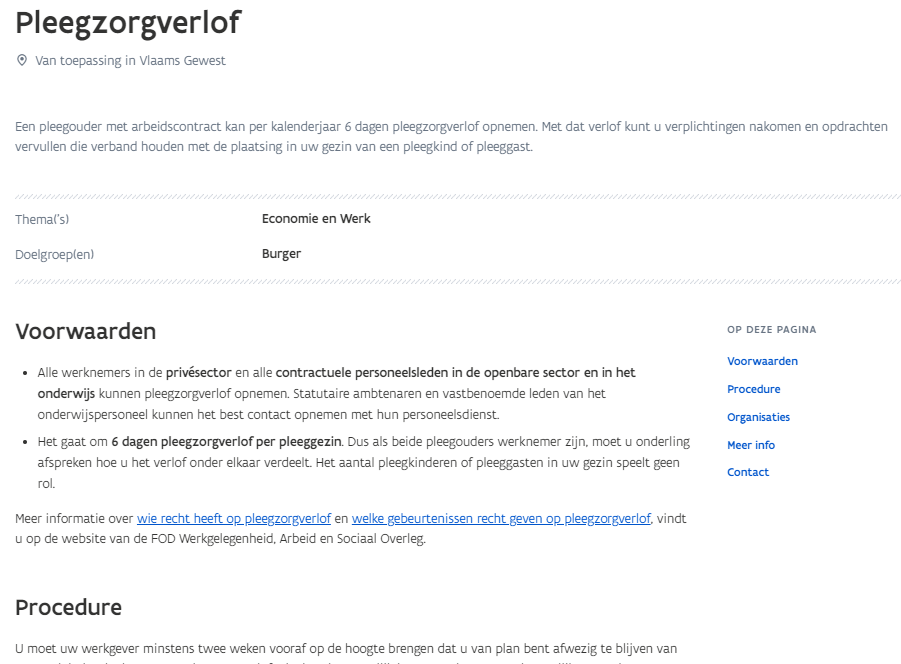 Pleegzorgverlof
Van toepassing in Vlaams Gewest
Een pleegouder met arbeidscontract kan per kalenderjaar 6 dagen pleegzorgverlof opnemen. Met dat verlof kunt u verplichtingen nakomen en opdrachten
vervullen die verband houden met de plaatsing in uw gezin van een pleegkind of pleeggast.
Thema('s) Economie en Werk
Doelgroep(en) Burger
Voorwaarden
• Alle werknemers in de privésector en alle contractuele personeelsleden in de openbare sector en in het
onderwijs kunnen pleegzorgverlof opnemen. Statutaire ambtenaren en vastbenoemde leden van het
onderwijspersoneel kunnen het best contact opnemen met hun personeelsdienst.
• Het gaat om 6 dagen pleegzorgverlof per pleeggezin. Dus als beide pleegouders werknemer zijn, moet u onderling
afspreken hoe u het verlof onder elkaar verdeelt. Het aantal pleegkinderen of pleeggasten in uw gezin speelt geen
rol.
Meer informatie over wie recht heeft op pleegzorgverlof en welke gebeurtenissen recht geven op pleegzorgverlof, vindt
u op de website van de FOD Werkgelegenheid, Arbeid en Sociaal Overleg.
Procedure
U moet uw werkgever minstens twee weken vooraf op de hoogte brengen dat u van plan bent afwezig te blijven van
OP DEZE PAGINA
Voorwaarden
Procedure
Organisaties
Meer info
Contact